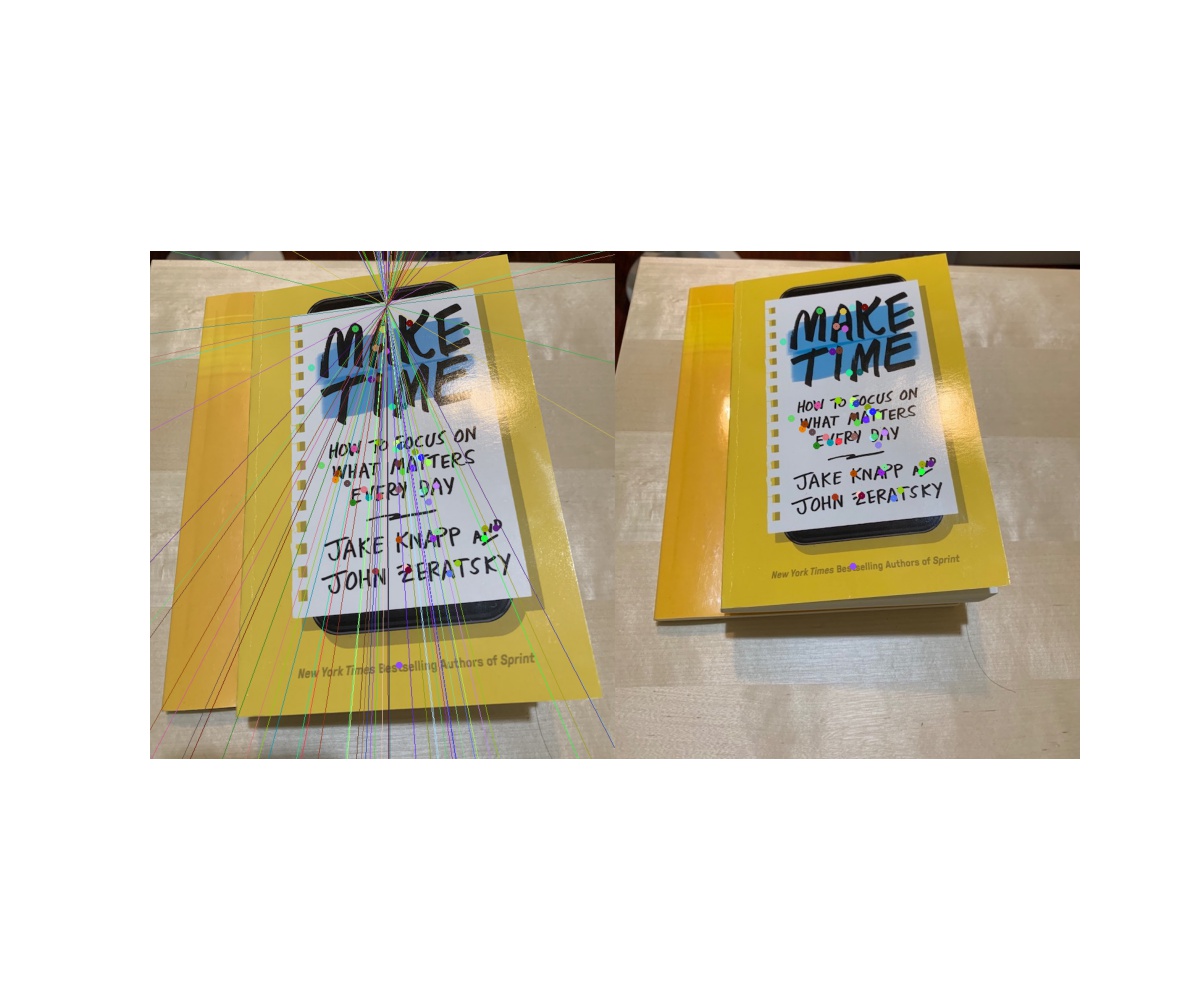 MAKE
TIME
HOW TO FOCUS ON
WHAT MATTERS
EVERY DAY
JAKE KNAPP AND
JOHN ZERATSKY
New York Times Bestselling Authors of Sprint
MAKE
TIME
HOW TO FOCUS ON
WHAT MATTERS
EVERY DAY
JAKE KNAPP AND
JOHN ZERATSKY
New York Times Bestselling Authors of Sprint